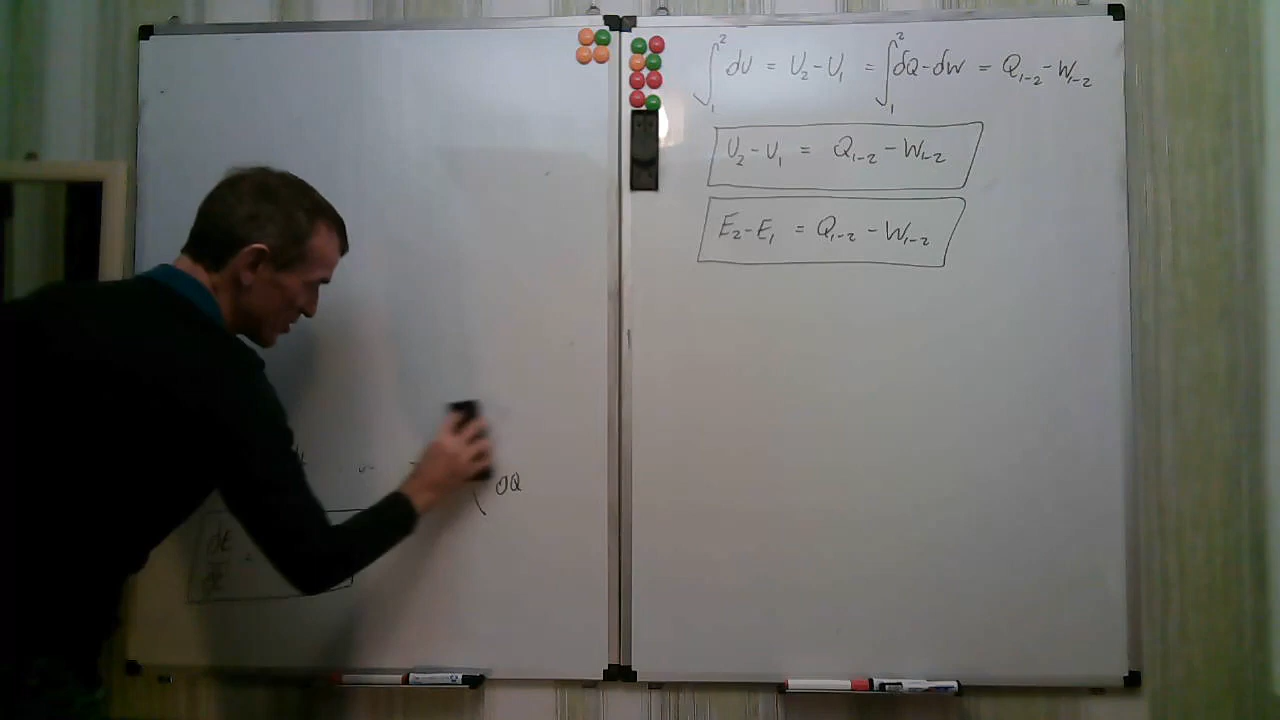 δQ
dt
∫₁² dU = U₂ - U₁ = ∫₁² δQ - δW = Q₁₋₂ - W₁₋₂
U₂ - U₁ = Q₁₋₂ - W₁₋₂
E₂ - E₁ = Q₁₋₂ - W₁₋₂